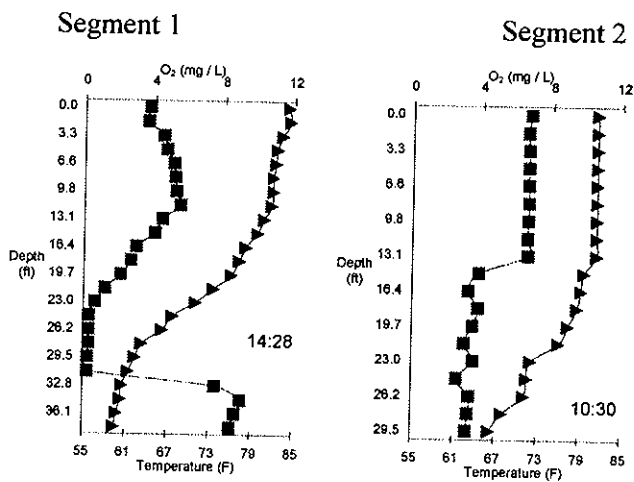 Segment 1
0 4 8 12
O₂ (mg / L)
0.0
3.3
6.6
9.8
13.1
16.4
Depth
(ft)
19.7
23.0
26.2
29.5
32.8
36.1
14:28
55 61 67 73 79 85
Temperature (F)
Segment 2
0 4 8 12
O₂ (mg / L)
0.0
3.3
6.6
9.8
13.1
Depth
(ft)
16.4
19.7
23.0
26.2
29.5
10:30
55 61 67 73 79 85
Temperature (F)